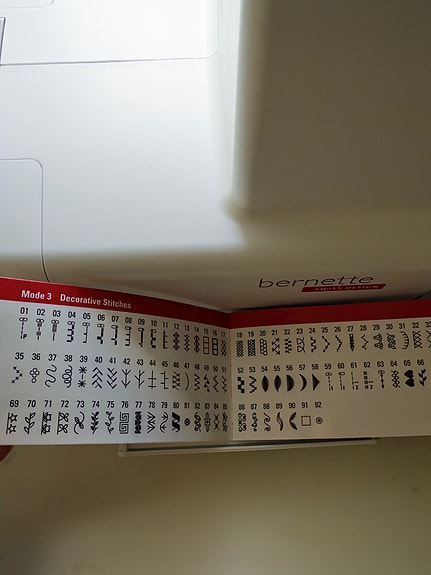 bernette
SWISS DESIGN
Mode 3 Decorative Stitches
01 02 03 04 05 06 07 08 09 10 11 12 13 14 15 16 17 18 19 20 21 22 23 24 25 26 27 28 29 30 31 32 33
35 36 37 38 39 40 41 42 43 44 45 46 47 48 49 50 51 52 53 54 55 56 57 58 59 60 61 62 63 64 65 66
69 70 71 72 73 74 75 76 77 78 79 80 81 82 83 84 85 86 87 88 89 90 91 92